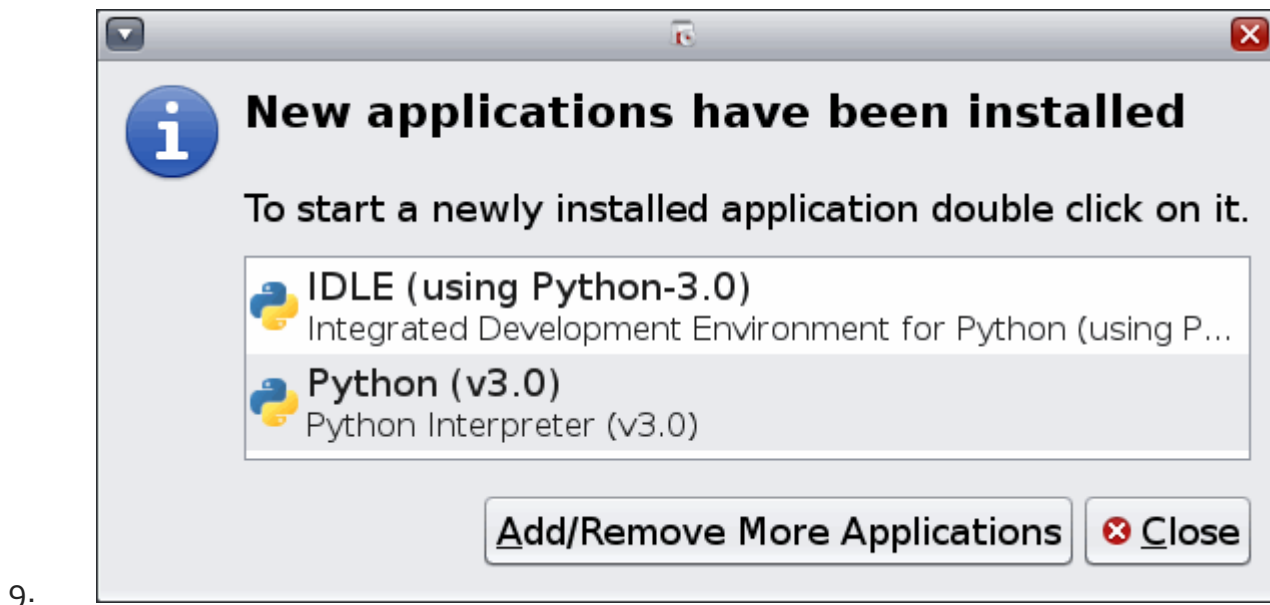 New applications have been installed
To start a newly installed application double click on it.
IDLE (using Python-3.0)
Integrated Development Environment for Python (using P...
Python (v3.0)
Python Interpreter (v3.0)
Add/Remove More Applications Close
9.